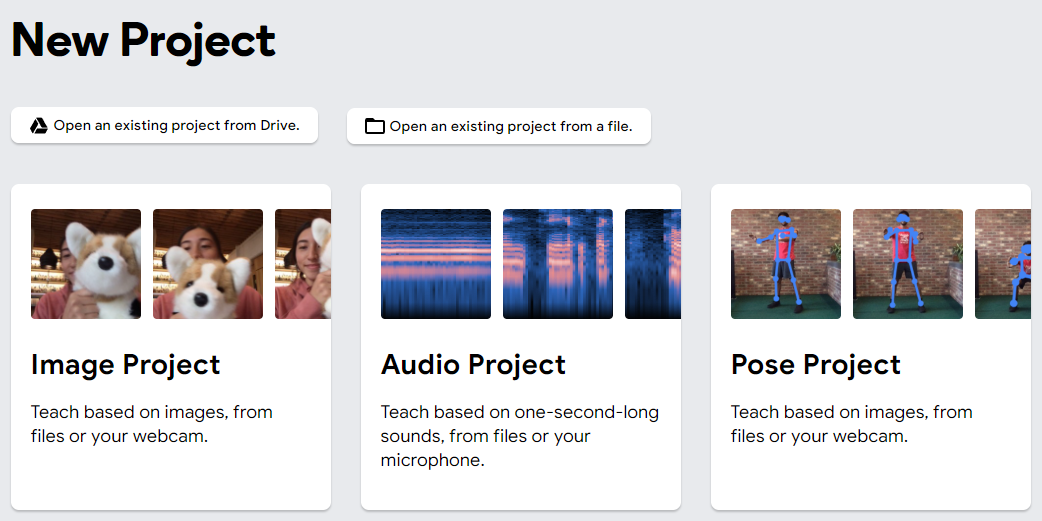 New Project
Open an existing project from Drive.
Open an existing project from a file.
Image Project
Teach based on images, from
files or your webcam.
Audio Project
Teach based on one-second-long
sounds, from files or your
microphone.
Pose Project
Teach based on images, from
files or your webcam.